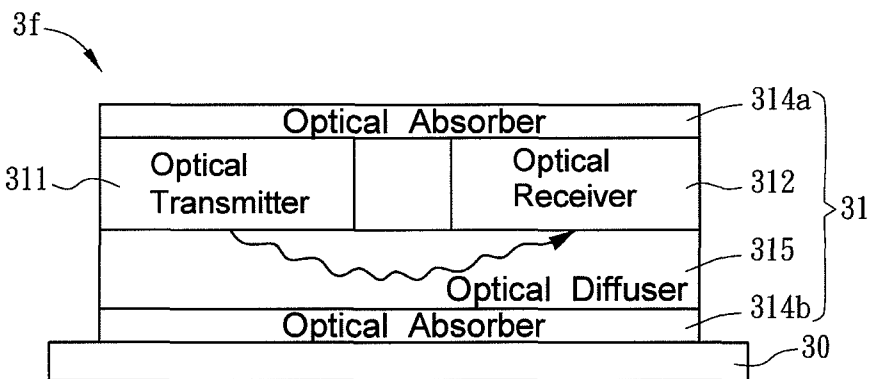 3f
Optical Absorber
314a
311
Optical
Transmitter
Optical
Receiver
312
31
315
Optical Diffuser
Optical Absorber
314b
30